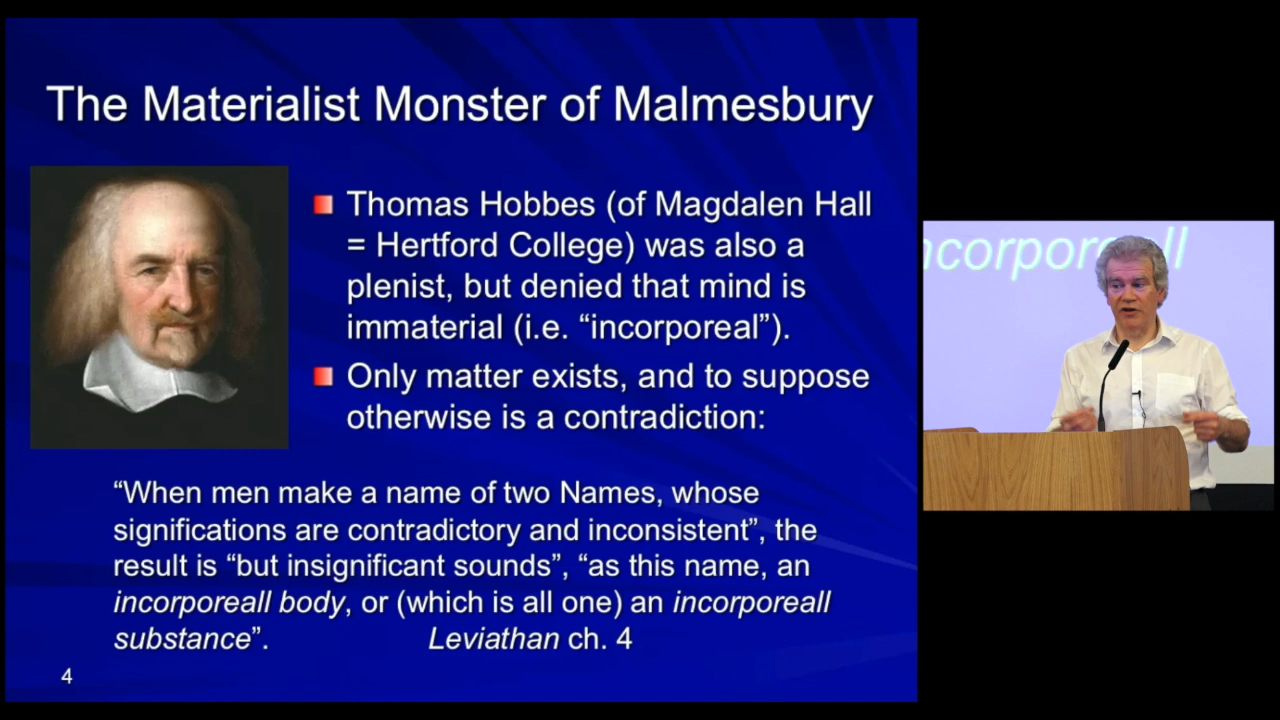 The Materialist Monster of Malmesbury
Thomas Hobbes (of Magdalen Hall
= Hertford College) was also a
plenist, but denied that mind is
immaterial (i.e. “incorporeal”).
Only matter exists, and to suppose
otherwise is a contradiction:
“When men make a name of two Names, whose
significations are contradictory and inconsistent”, the
result is “but insignificant sounds”, “as this name, an
incorporeall body, or (which is all one) an incorporeall
substance”. Leviathan ch. 4
4
ncorporeall